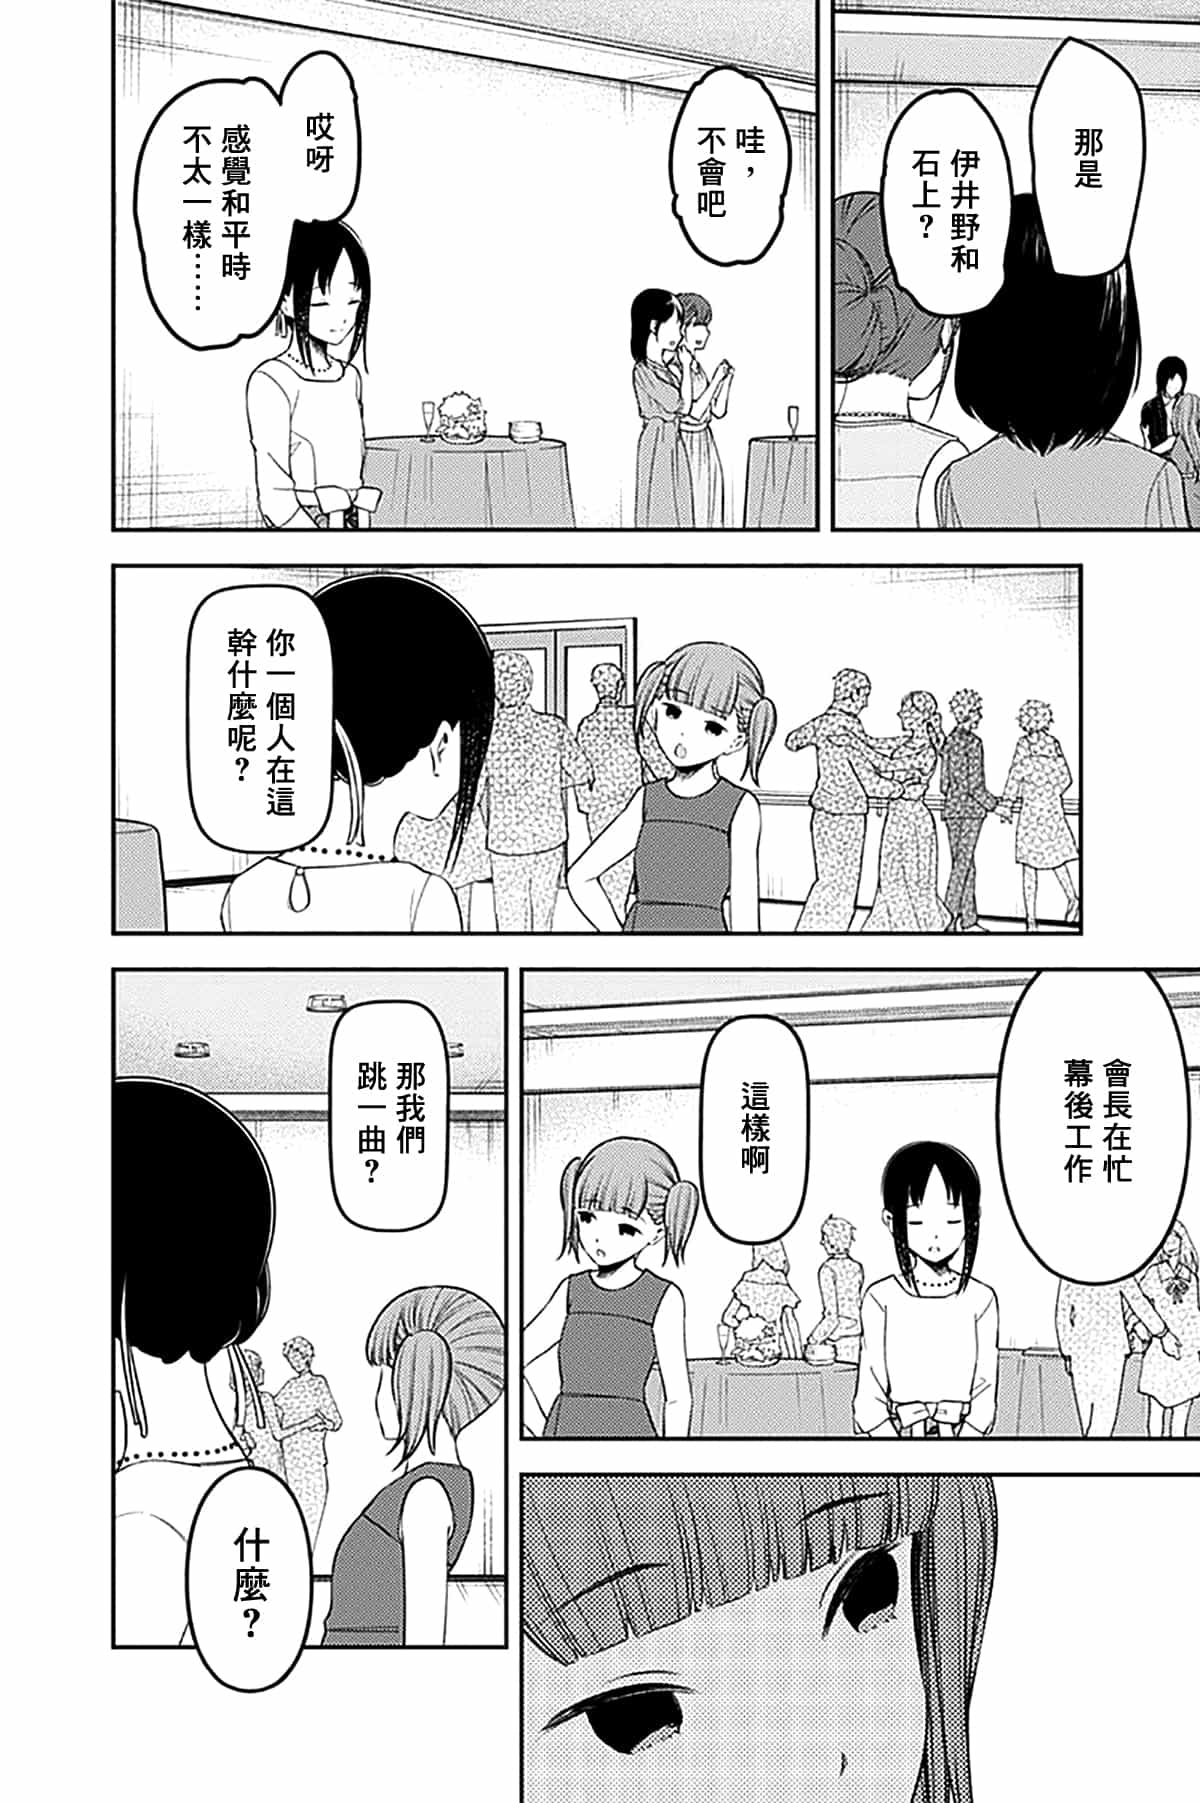 那是
伊井野和
石上？
哇，
不會吧
哎呀
感覺和平時
不太一樣……
你一個人在這
幹什麼呢？
會長在忙
幕後工作
這樣啊
那我們
跳一曲？
什麼？